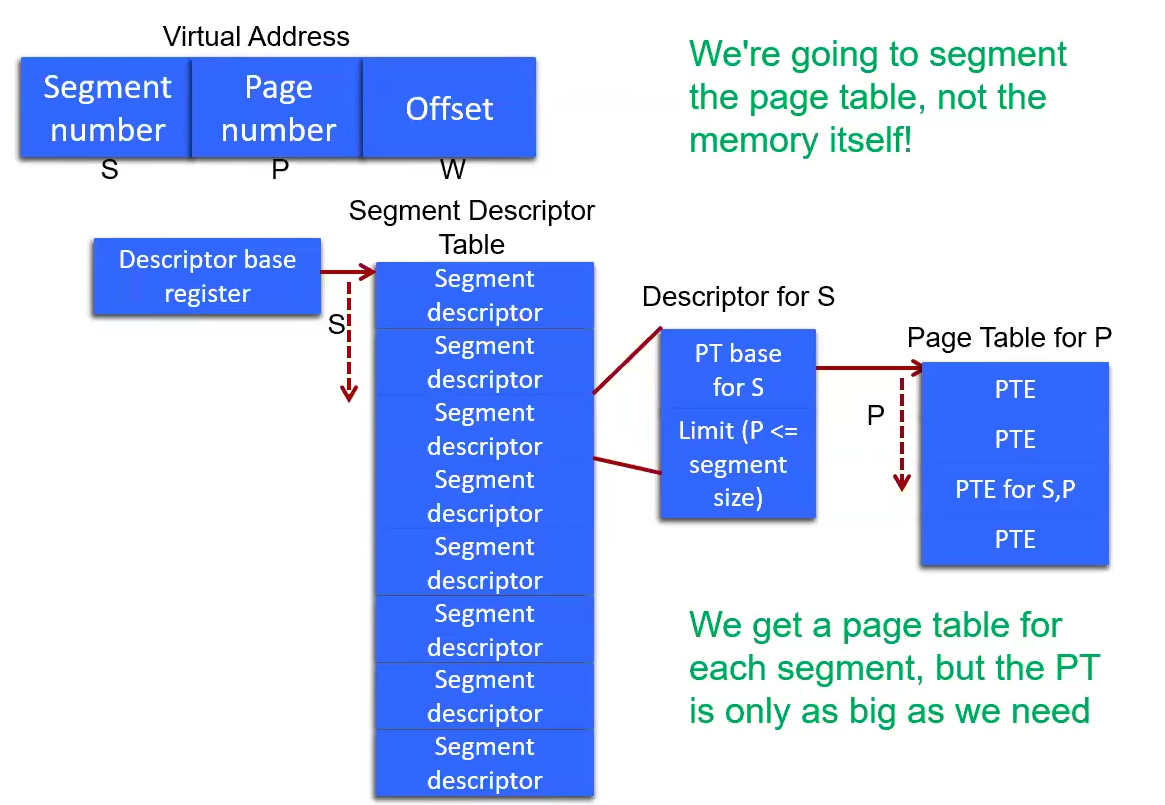 Virtual Address
Segment
number
Page
number
Offset
S
P
W
We're going to segment
the page table, not the
memory itself!
Segment Descriptor
Table
Descriptor base
register
S
Segment
descriptor
Segment
descriptor
Segment
descriptor
Segment
descriptor
Segment
descriptor
Segment
descriptor
Segment
descriptor
Segment
descriptor
Descriptor for S
PT base
for S
Limit (P <=
segment
size)
Page Table for P
P
PTE
PTE
PTE for S,P
PTE
We get a page table for
each segment, but the PT
is only as big as we need